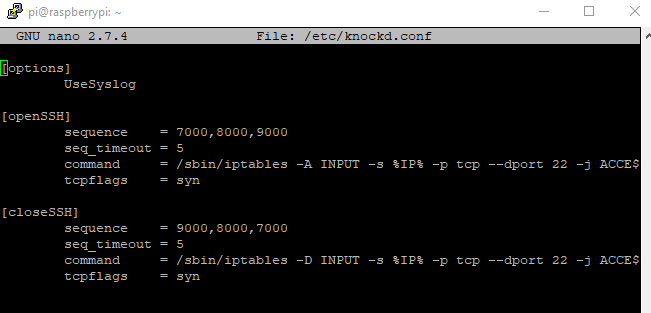 pi@raspberrypi: ~
GNU nano 2.7.4 File: /etc/knockd.conf
[options]
UseSyslog
[openSSH]
sequence = 7000,8000,9000
seq_timeout = 5
command = /sbin/iptables -A INPUT -s %IP% -p tcp --dport 22 -j ACCE$
tcpflags = syn
[closeSSH]
sequence = 9000,8000,7000
seq_timeout = 5
command = /sbin/iptables -D INPUT -s %IP% -p tcp --dport 22 -j ACCE$
tcpflags = syn